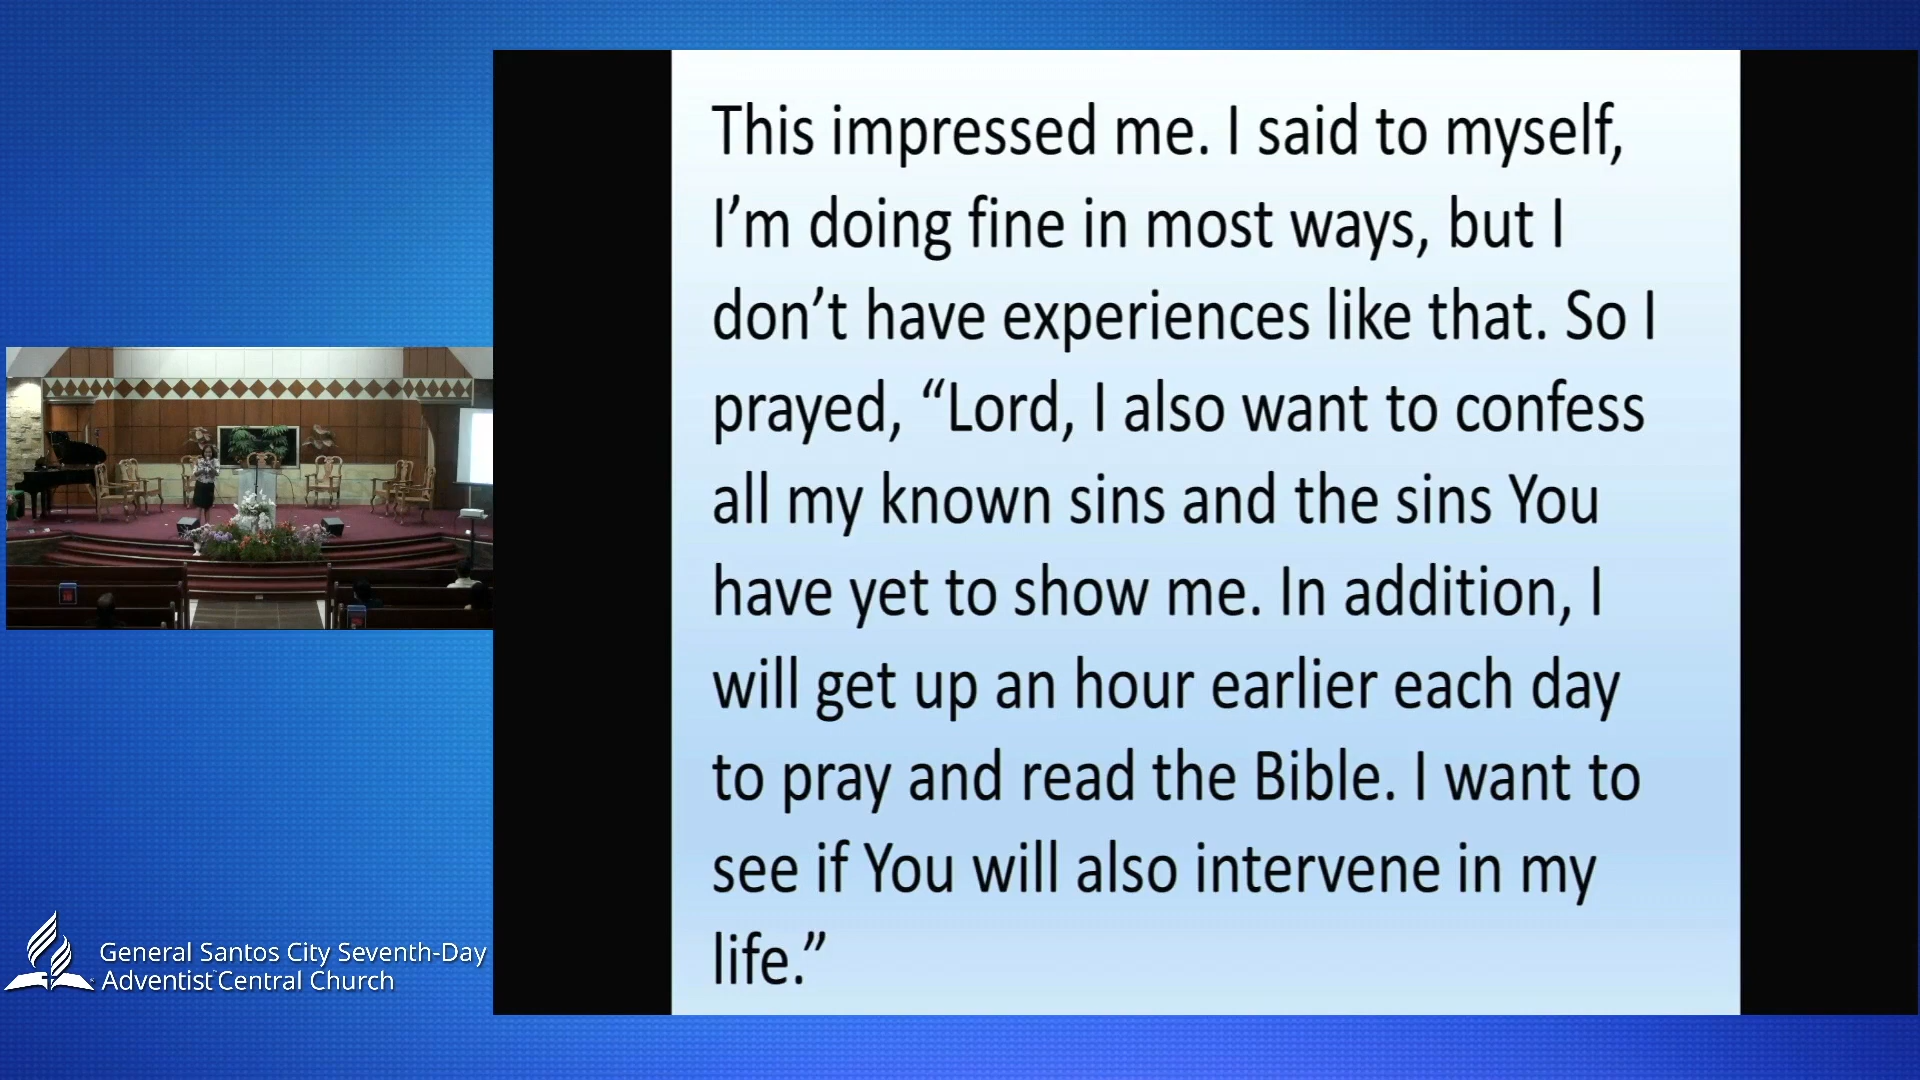 This impressed me. I said to myself,
I’m doing fine in most ways, but I
don’t have experiences like that. So I
prayed, “Lord, I also want to confess
all my known sins and the sins You
have yet to show me. In addition, I
will get up an hour earlier each day
to pray and read the Bible. I want to
see if You will also intervene in my
life.”
General Santos City Seventh-Day
Adventist Central Church